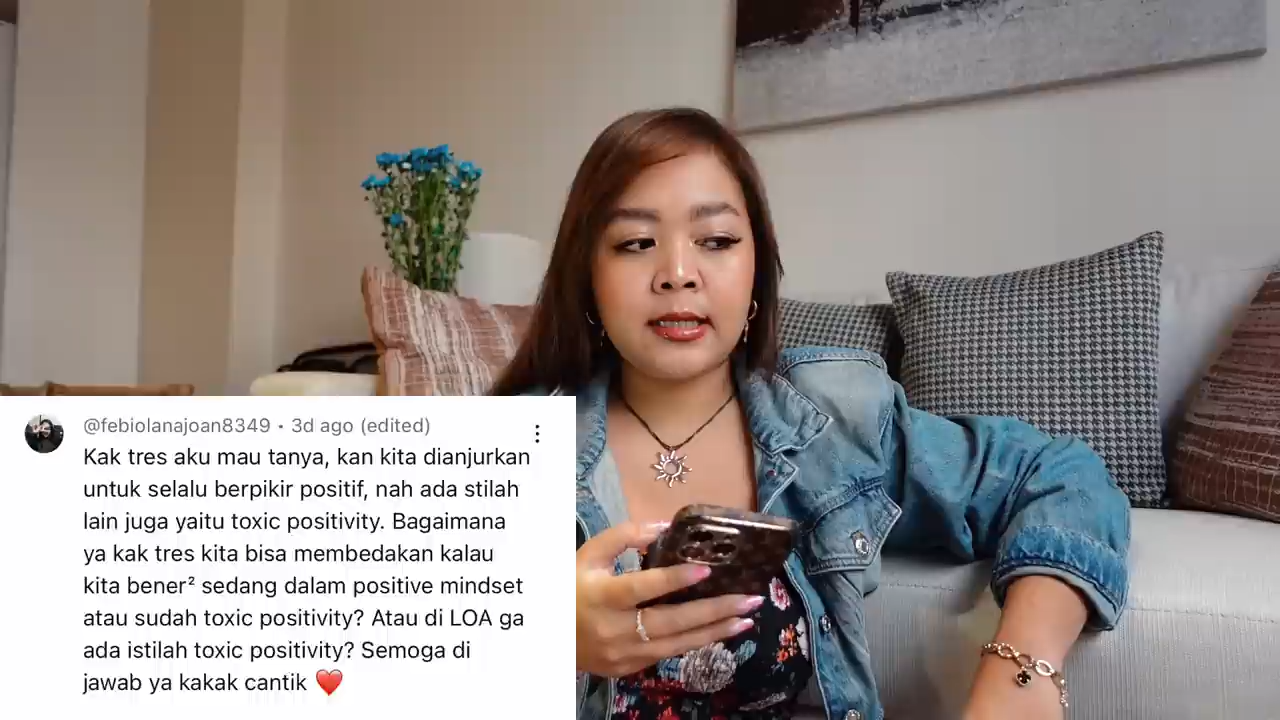 @febiolanajoan8349 • 3d ago (edited)
Kak tres aku mau tanya, kan kita dianjurkan
untuk selalu berpikir positif, nah ada stilah
lain juga yaitu toxic positivity. Bagaimana
ya kak tres kita bisa membedakan kalau
kita bener² sedang dalam positive mindset
atau sudah toxic positivity? Atau di LOA ga
ada istilah toxic positivity? Semoga di
jawab ya kakak cantik ❤️